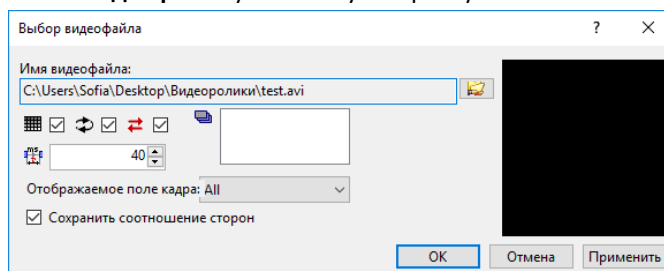 Выбор видеофайла
Имя видеофайла:
C:\Users\Sofia\Desktop\Видеоролики\test.avi
40
Отображаемое поле кадра: All
Сохранить соотношение сторон
OK Отмена Применить